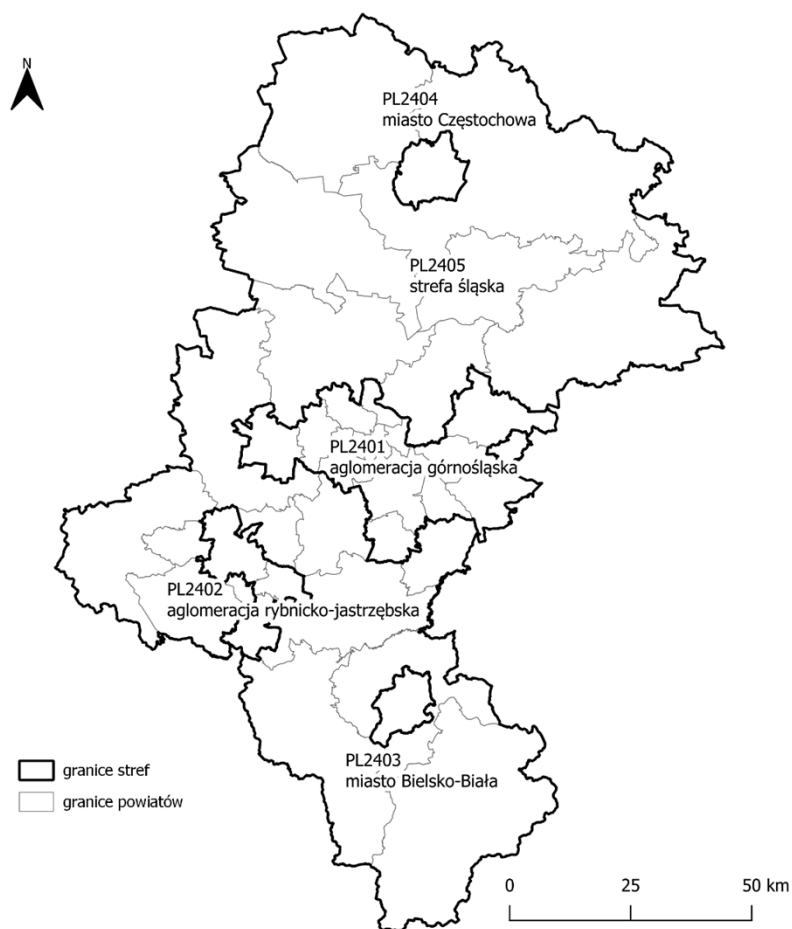 N
PL2404
miasto Częstochowa
PL2405
strefa śląska
PL2401
aglomeracja górnośląska
PL2402
aglomeracja rybnicko-jastrzębska
PL2403
miasto Bielsko-Biała
granice stref
granice powiatów
0 25 50 km